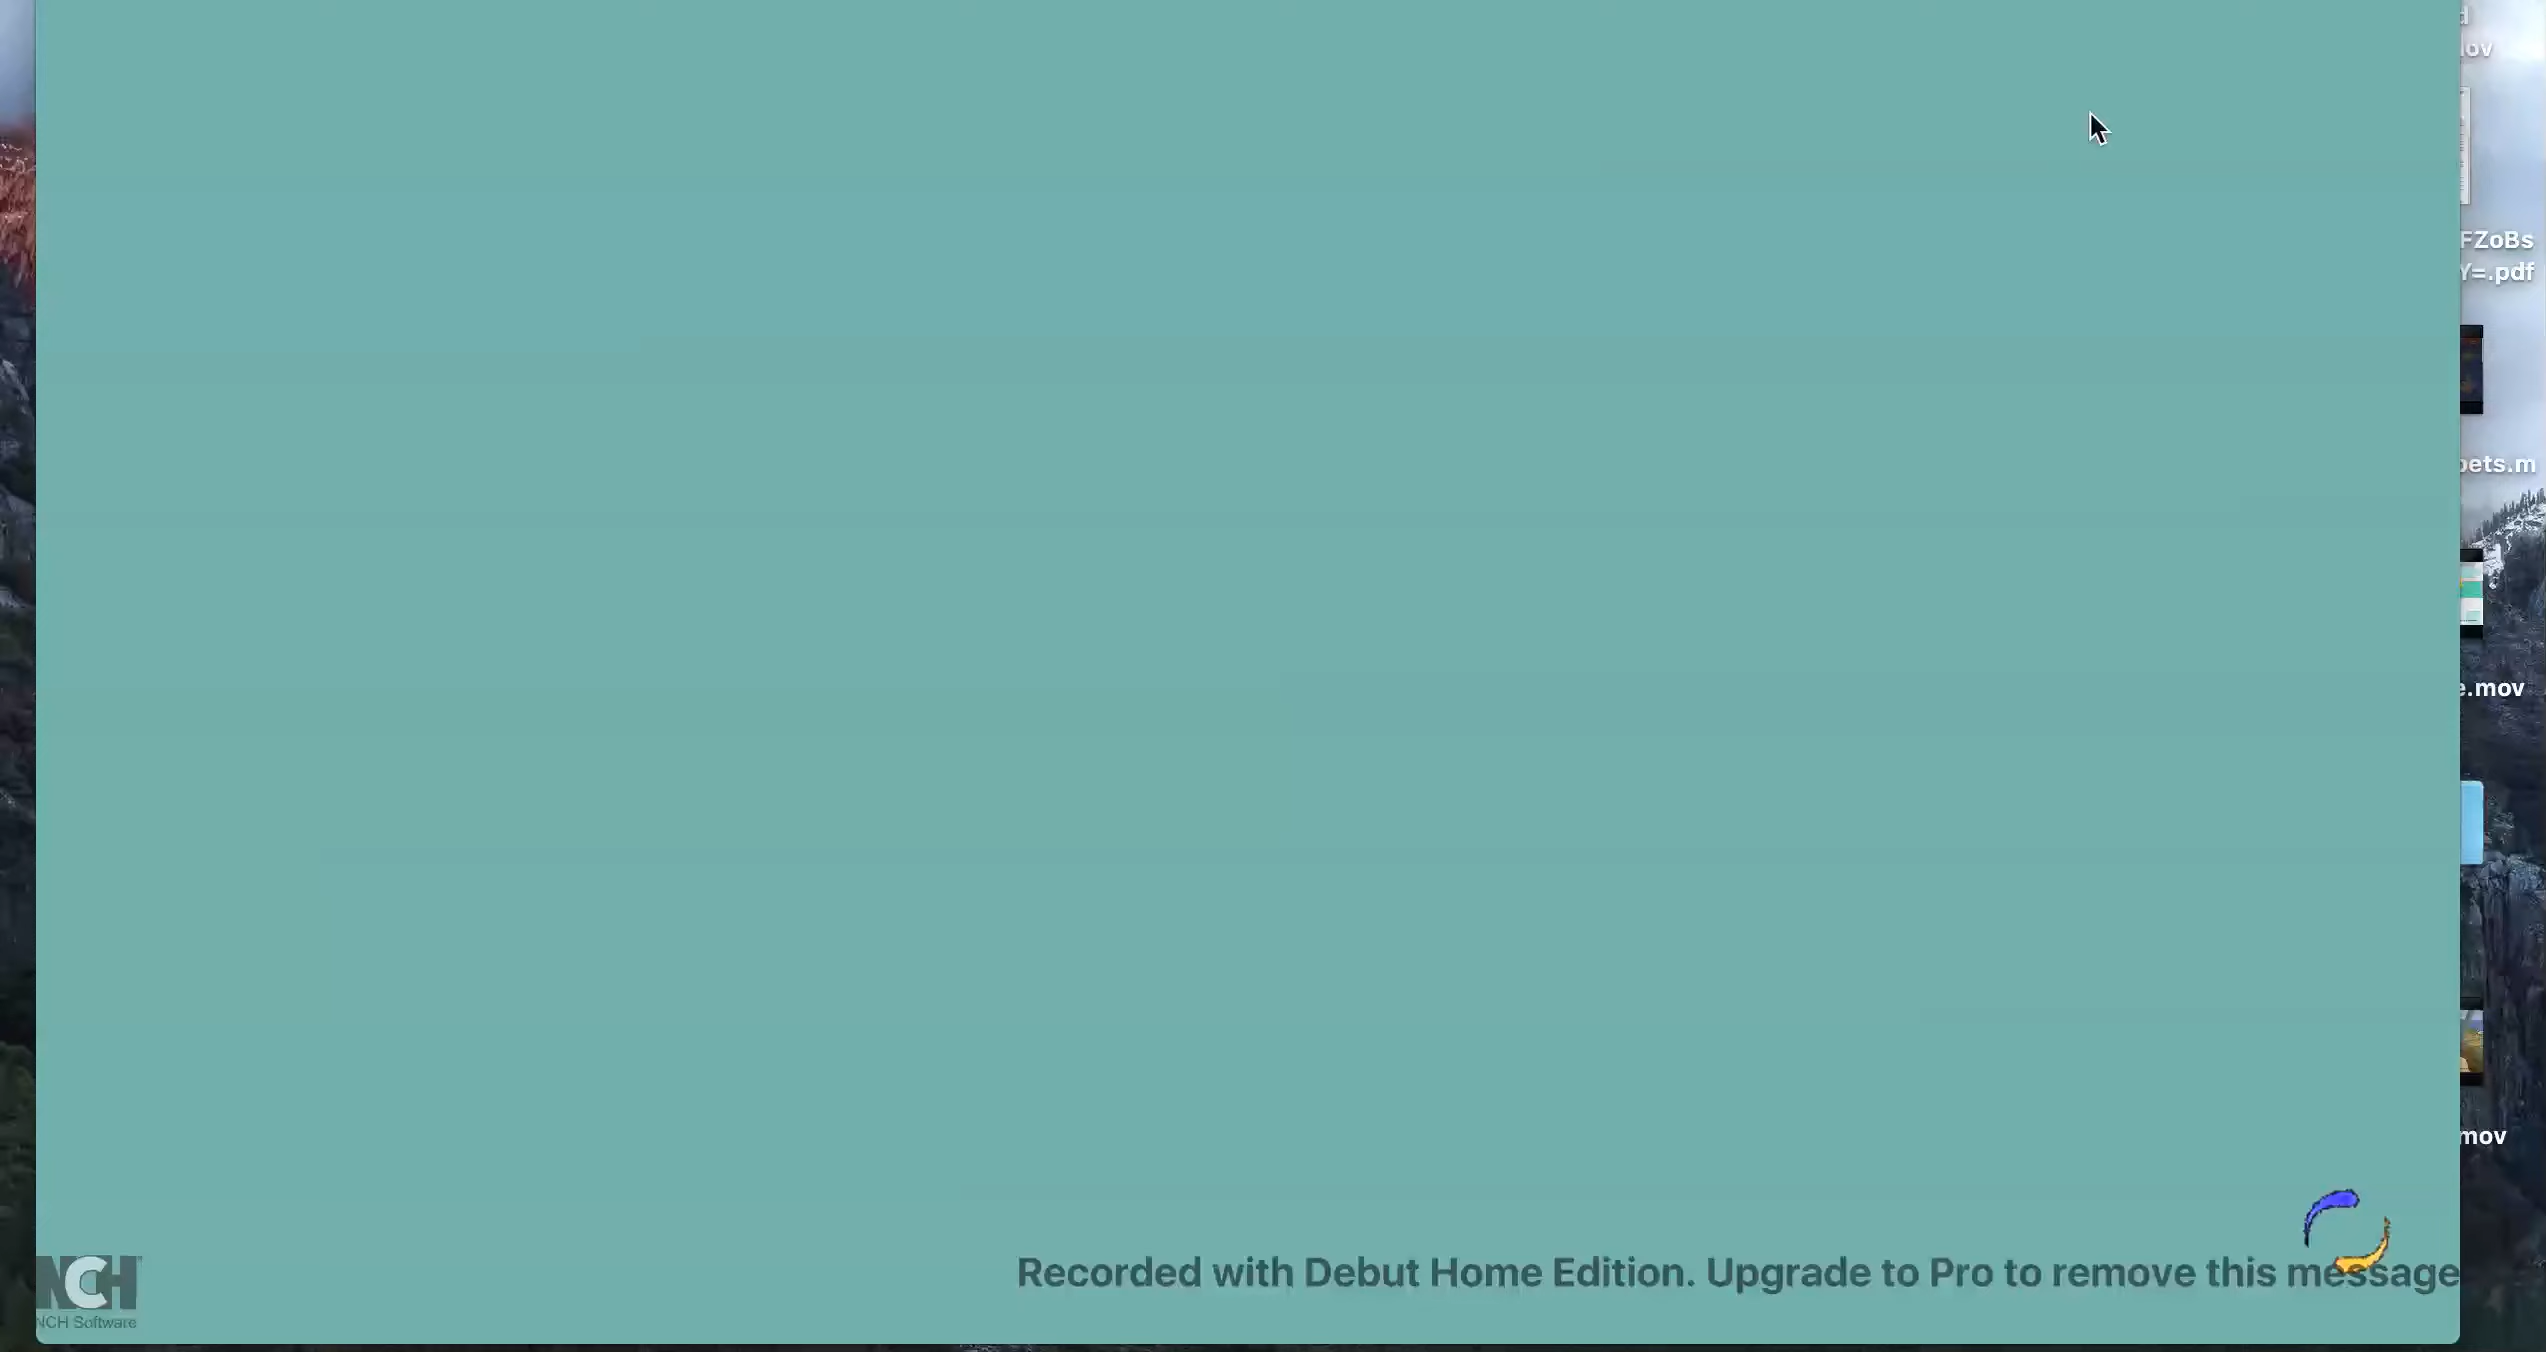 ov
FZoBs
Y=.pdf
pets.m
e.mov
mov
Recorded with Debut Home Edition. Upgrade to Pro to remove this message
NCH
NCH Software